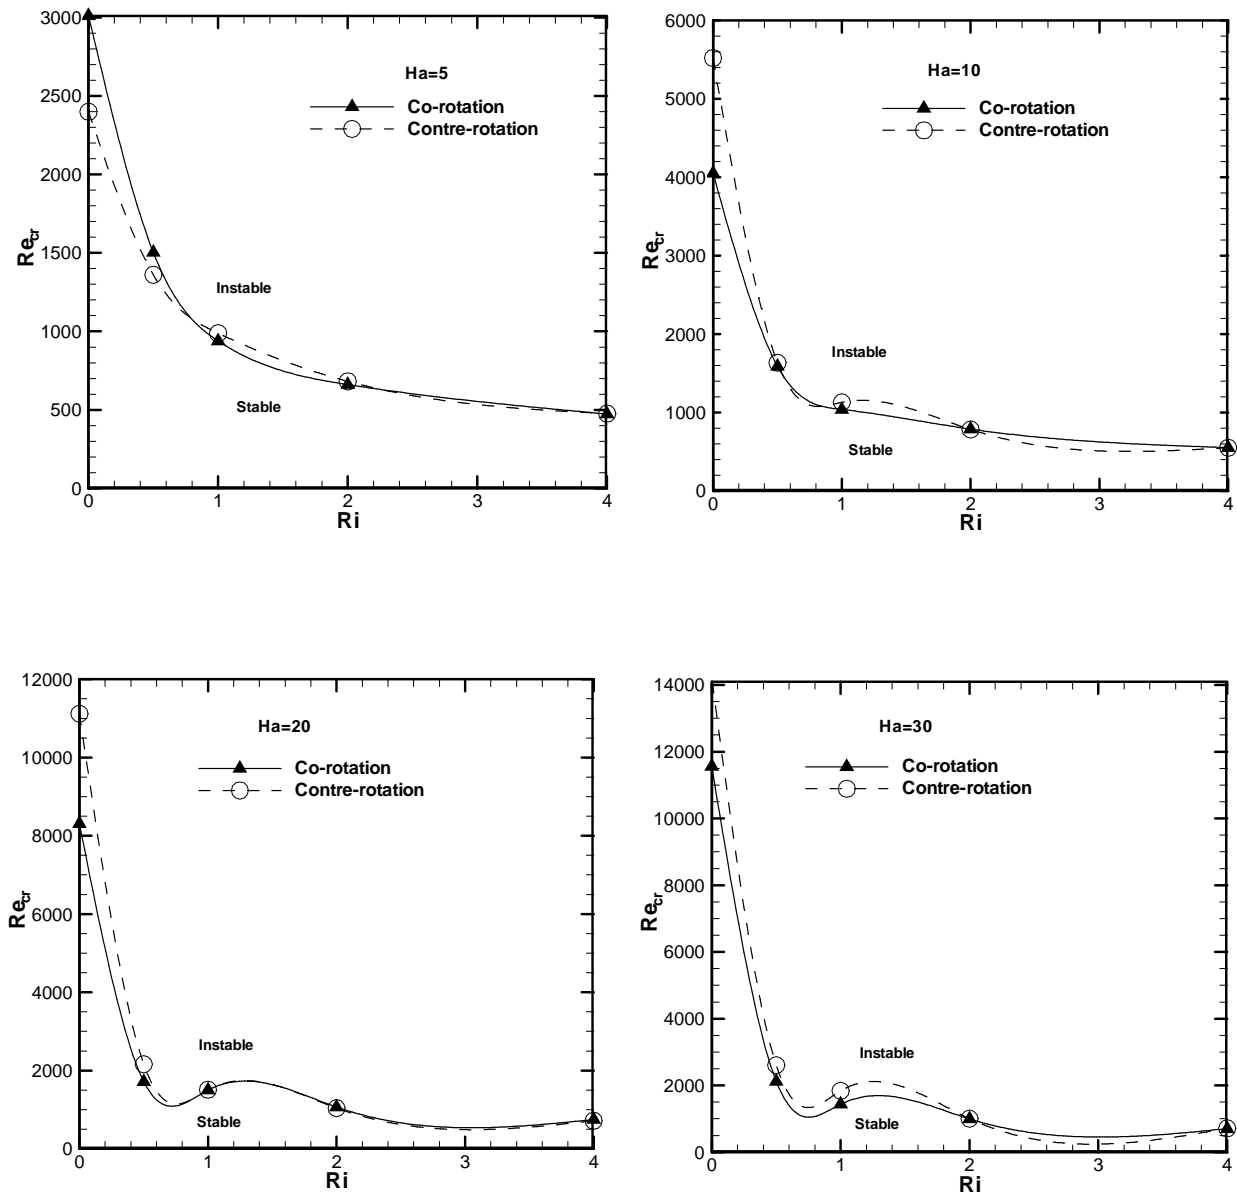 Ha=5
Co-rotation
Contre-rotation
Instable
Stable
Re_cr
3000
2500
2000
1500
1000
500
0
0 1 2 3 4
Ri
Ha=10
Co-rotation
Contre-rotation
Instable
Stable
Re_cr
6000
5000
4000
3000
2000
1000
0
0 1 2 3 4
Ri
Ha=20
Co-rotation
Contre-rotation
Instable
Stable
Re_cr
12000
10000
8000
6000
4000
2000
0
0 1 2 3 4
Ri
Ha=30
Co-rotation
Contre-rotation
Instable
Stable
Re_cr
14000
12000
10000
8000
6000
4000
2000
0
0 1 2 3 4
Ri